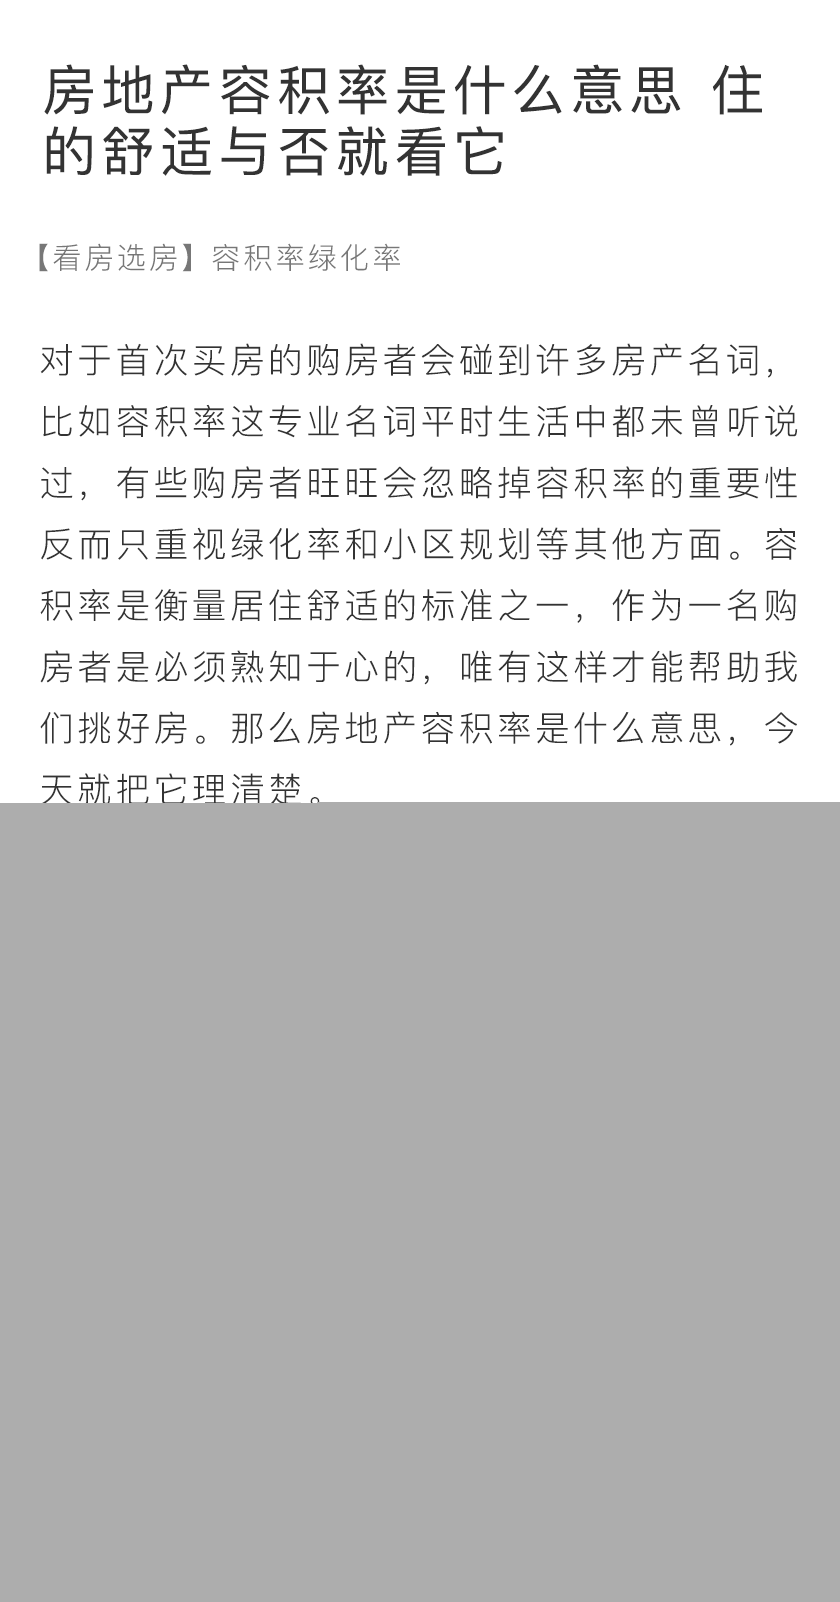 房地产容积率是什么意思 住
的舒适与否就看它
【看房选房】容积率绿化率
对于首次买房的购房者会碰到许多房产名词，
比如容积率这专业名词平时生活中都未曾听说
过，有些购房者旺旺会忽略掉容积率的重要性
反而只重视绿化率和小区规划等其他方面。容
积率是衡量居住舒适的标准之一，作为一名购
房者是必须熟知于心的，唯有这样才能帮助我
们挑好房。那么房地产容积率是什么意思，今
天就把它理清楚。